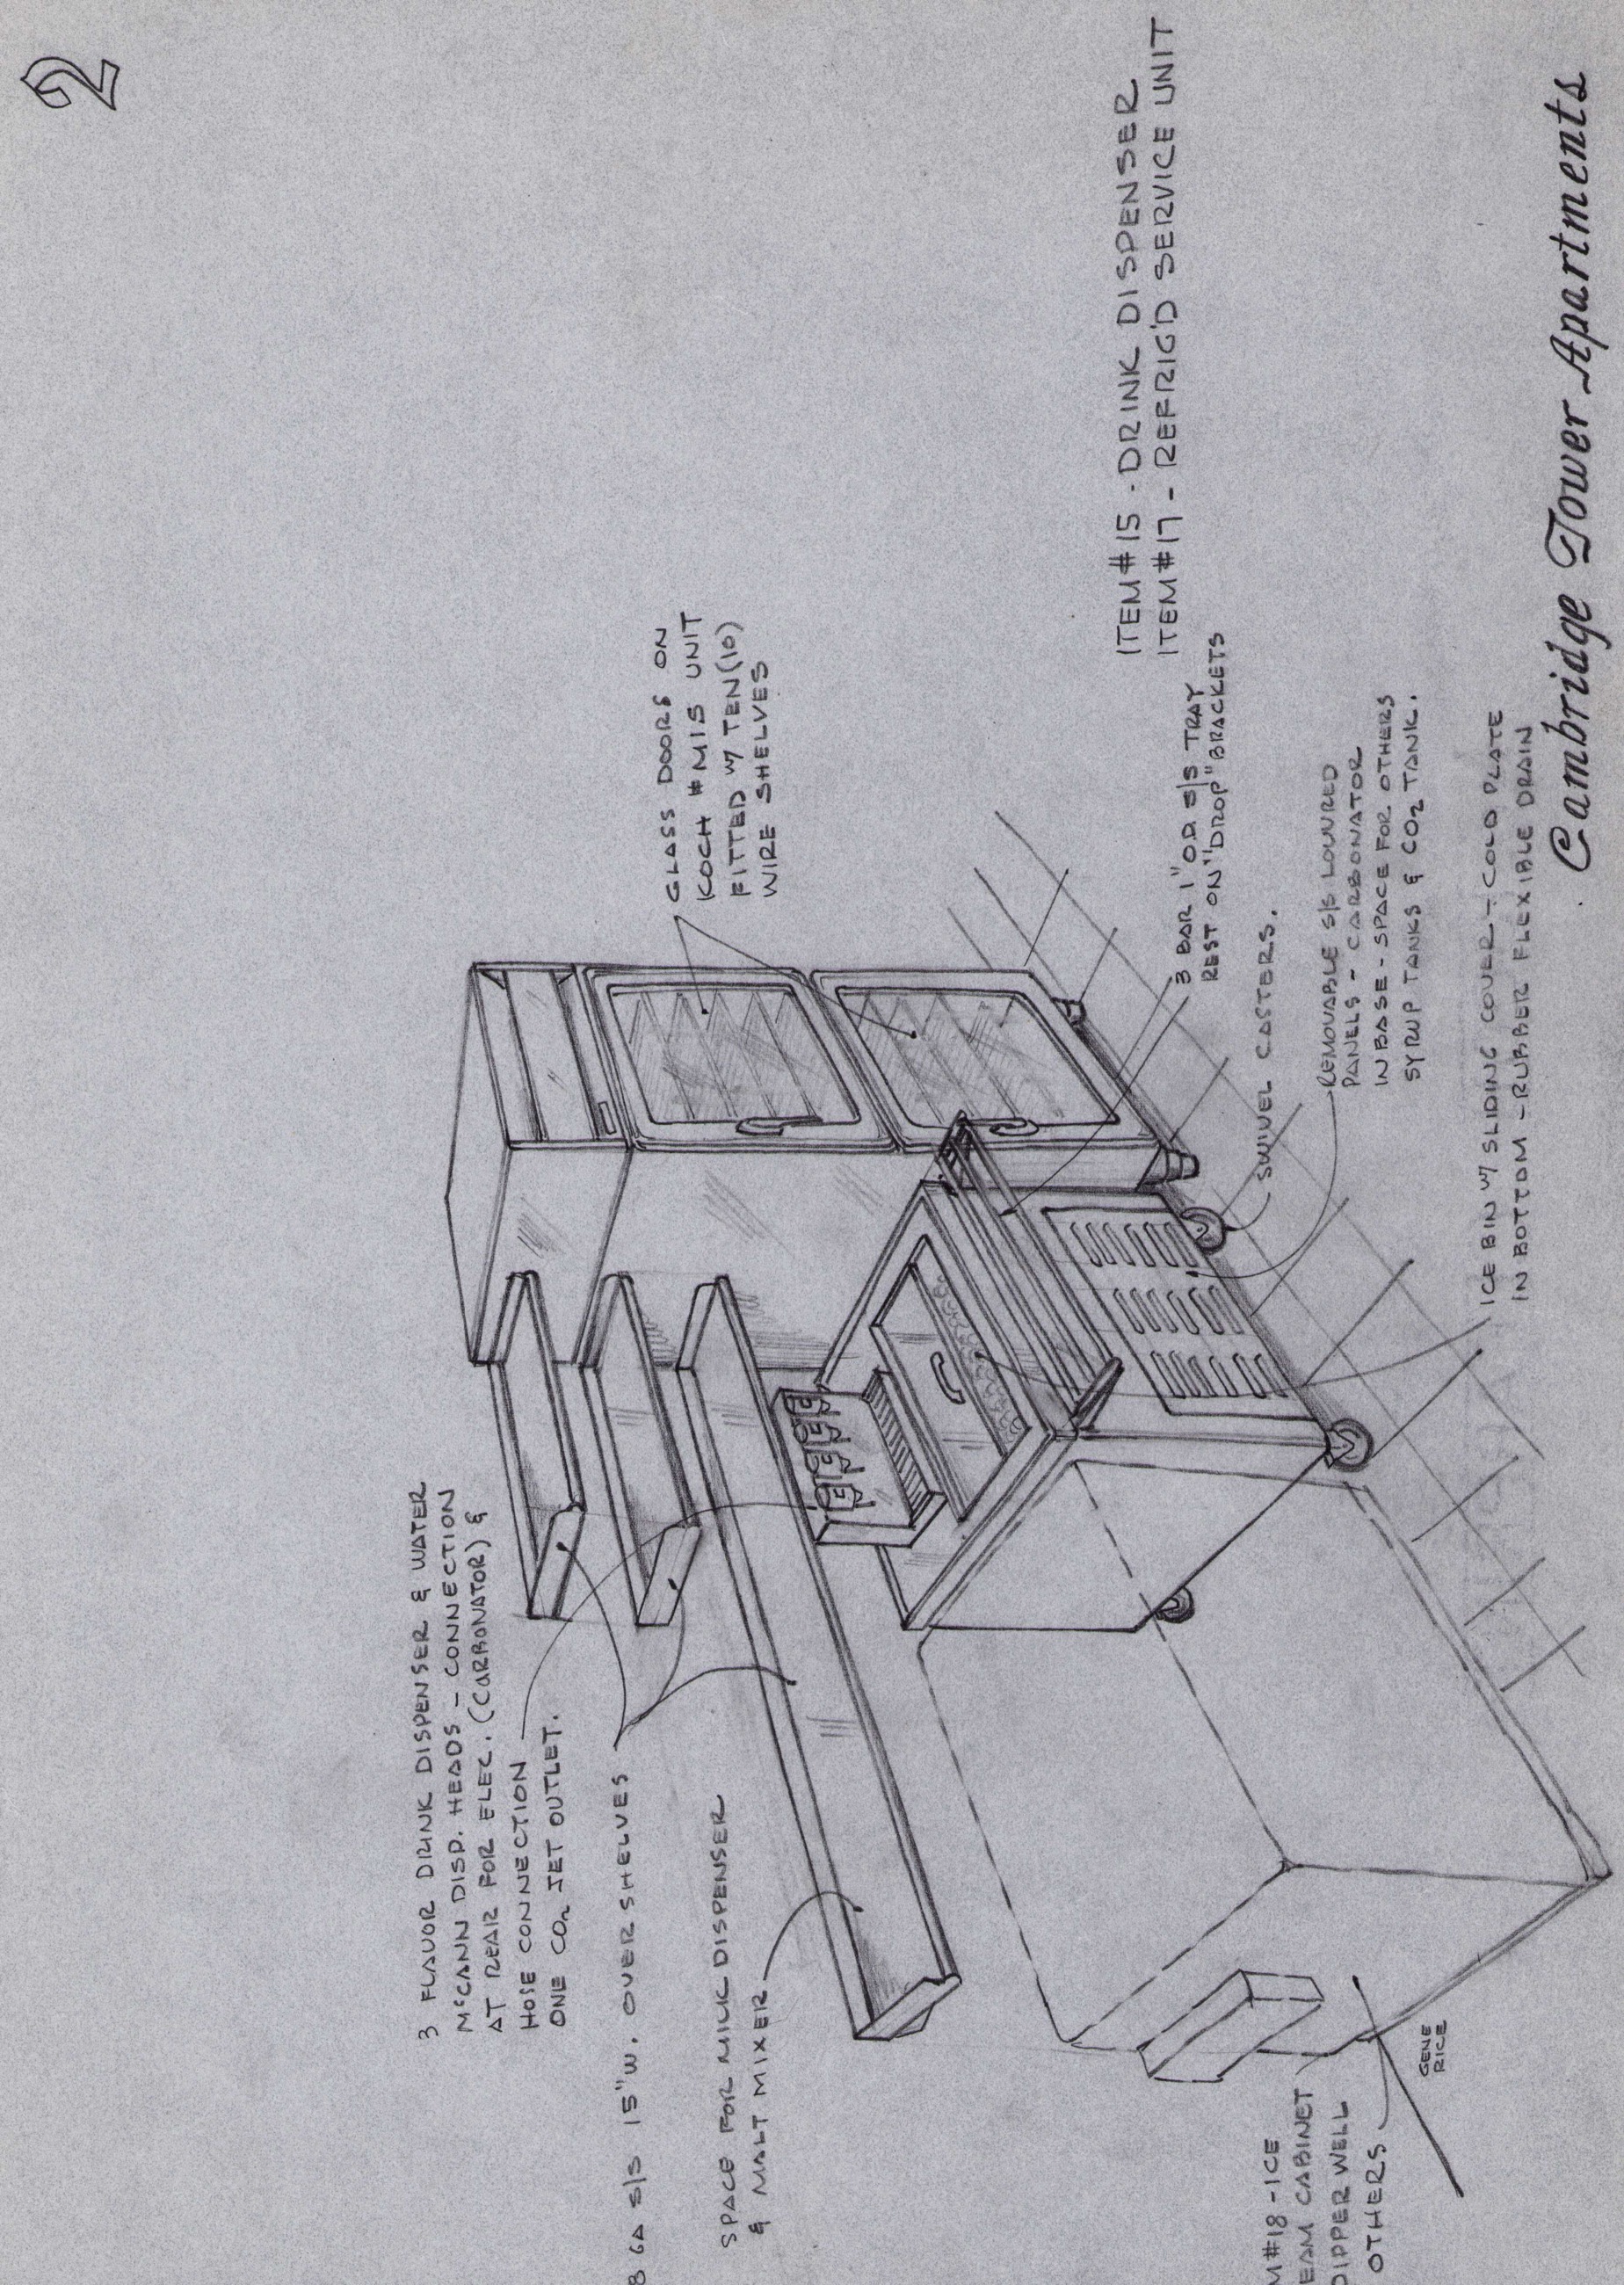 2
3 FLAVOR DRINK DISPENSER & WATER
McCANN DISP. HEADS - CONNECTION
AT REAR FOR ELEC. (CARBONATOR) &
HOSE CONNECTION
ONE CO2 JET OUTLET.
GA S/S 15"W. OVER SHELVES
SPACE FOR MILK DISPENSER
& MALT MIXER
GLASS DOORS ON
KOCH #M15 UNIT
FITTED W/ TEN(10)
WIRE SHELVES
ITEM #15 - DRINK DISPENSER
ITEM #17 - REFRIG'D SERVICE UNIT
3 BAR 1" OD S/S TRAY
REST ON "DROP" BRACKETS
SWIVEL CASTERS.
REMOVABLE S/S LOUVRED
PANELS - CARBONATOR
IN BASE - SPACE FOR OTHERS
SYRUP TANKS & CO2 TANK.
ICE BIN W/ SLIDING COVER - COLD PLATE
IN BOTTOM - RUBBER FLEXIBLE DRAIN
M #18 - ICE
EAM CABINET
DIPPER WELL
OTHERS
GENE
RICE
Cambridge Tower Apartments